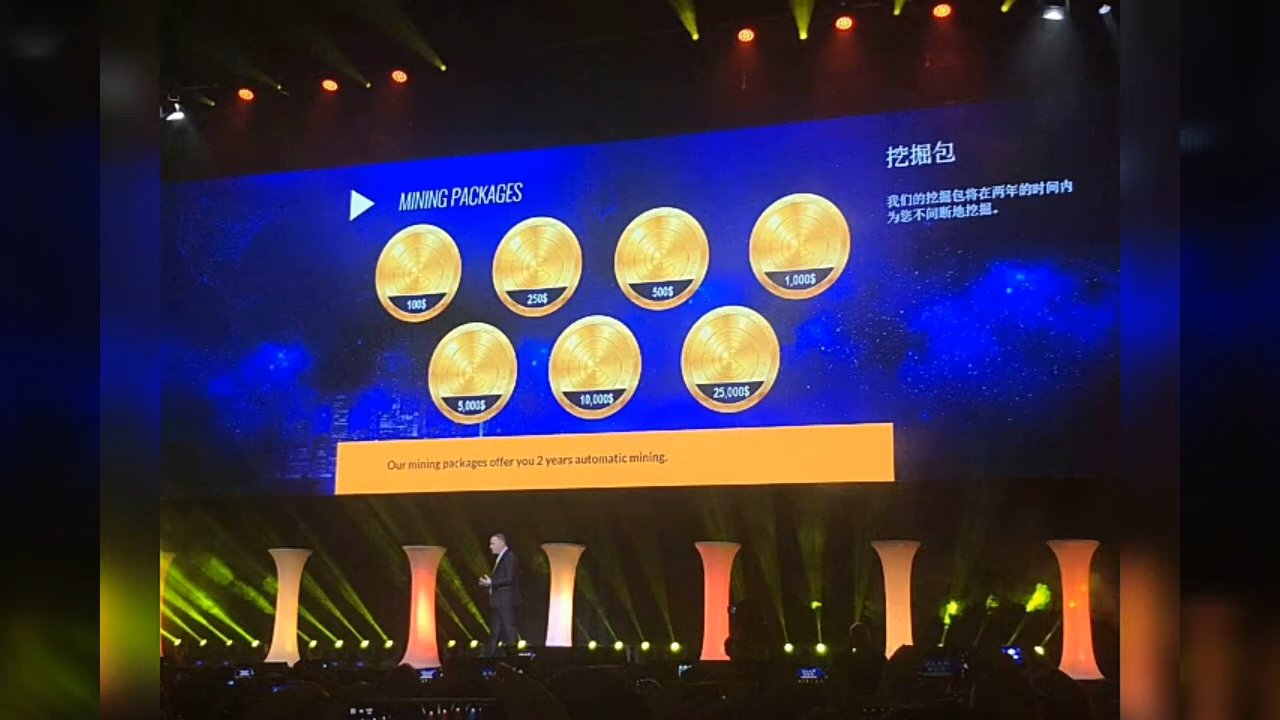 MINING PACKAGES
挖掘包
我们的挖掘包将在两年的时间内
为您不间断地挖掘。
100$
250$
500$
1,000$
5,000$
10,000$
25,000$
Our mining packages offer you 2 years automatic mining.